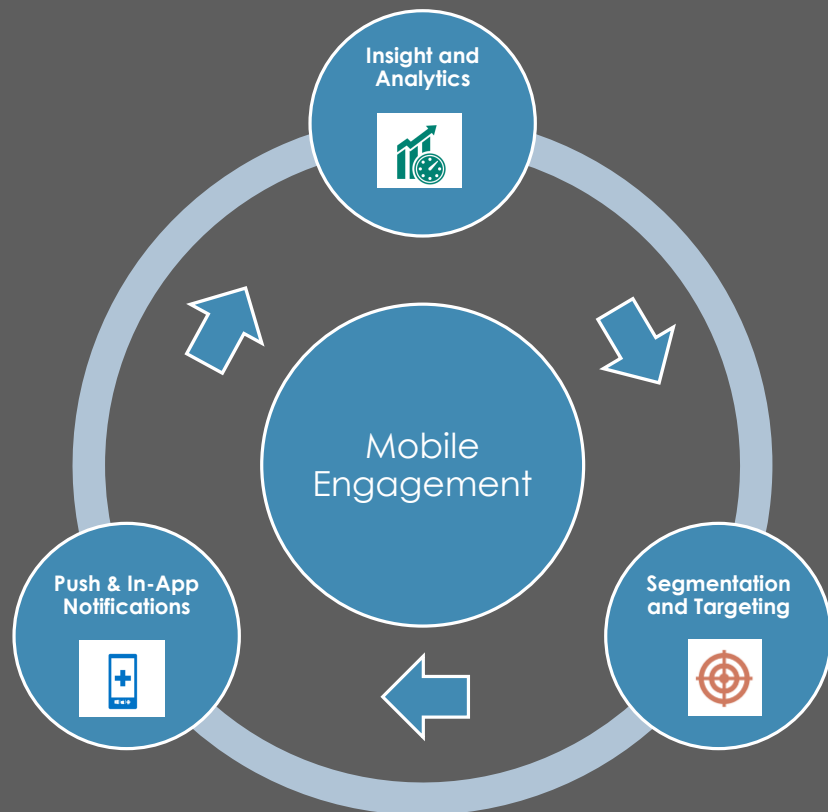 Insight and
Analytics
Mobile
Engagement
Push & In-App
Notifications
Segmentation
and Targeting